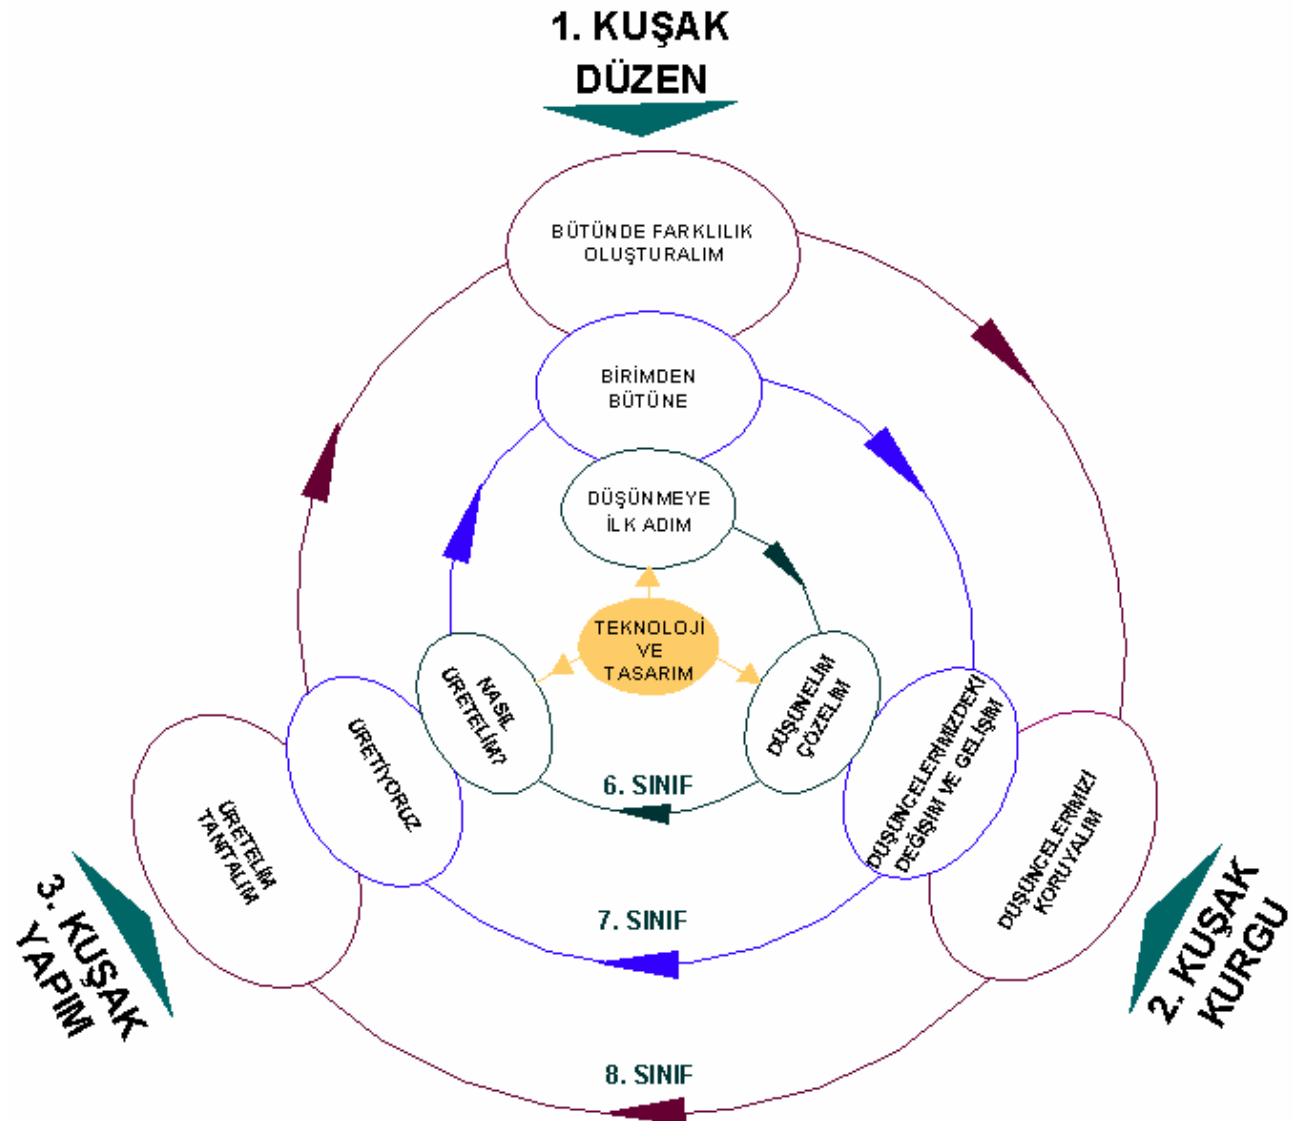 1. KUŞAK
DÜZEN
BÜTÜNDE FARKLILIK
OLUŞTURALIM
BİRİMDEN
BÜTÜNE
DÜŞÜNMEYE
İLK ADIM
TEKNOLOJİ
VE
TASARIM
NASIL
ÜRETELİM?
DÜŞÜNELİM
ÇÖZELİM
6. SINIF
ÜRETİYORUZ
DÜŞÜNCELERİMİZDEKİ
DEĞİŞİM VE GELİŞİM
7. SINIF
ÜRETELİM
TANITALIM
DÜŞÜNCELERİMİZİ
KORUYALIM
8. SINIF
3. KUŞAK
YAPIM
2. KUŞAK
KURGU